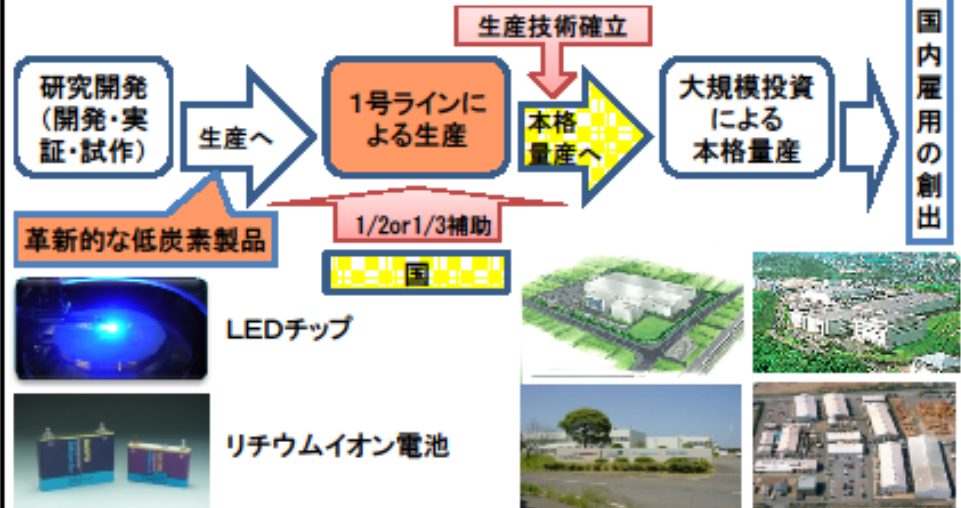 生産技術確立
研究開発
(開発・実
証・試作)
生産へ
1号ラインに
よる生産
本格
量産へ
大規模投資
による
本格量産
国内雇用の創出
革新的な低炭素製品
1/2or1/3補助
国
LEDチップ
リチウムイオン電池